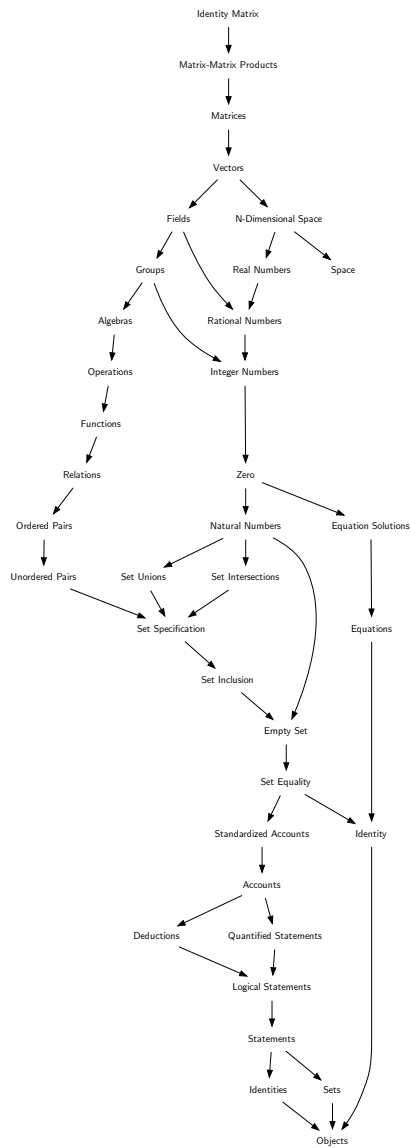 Identity Matrix
Matrix-Matrix Products
Matrices
Vectors
Fields
N-Dimensional Space
Groups
Real Numbers
Space
Algebras
Rational Numbers
Operations
Integer Numbers
Functions
Relations
Zero
Ordered Pairs
Natural Numbers
Equation Solutions
Unordered Pairs
Set Unions
Set Intersections
Set Specification
Equations
Set Inclusion
Empty Set
Set Equality
Standardized Accounts
Identity
Accounts
Deductions
Quantified Statements
Logical Statements
Statements
Identities
Sets
Objects